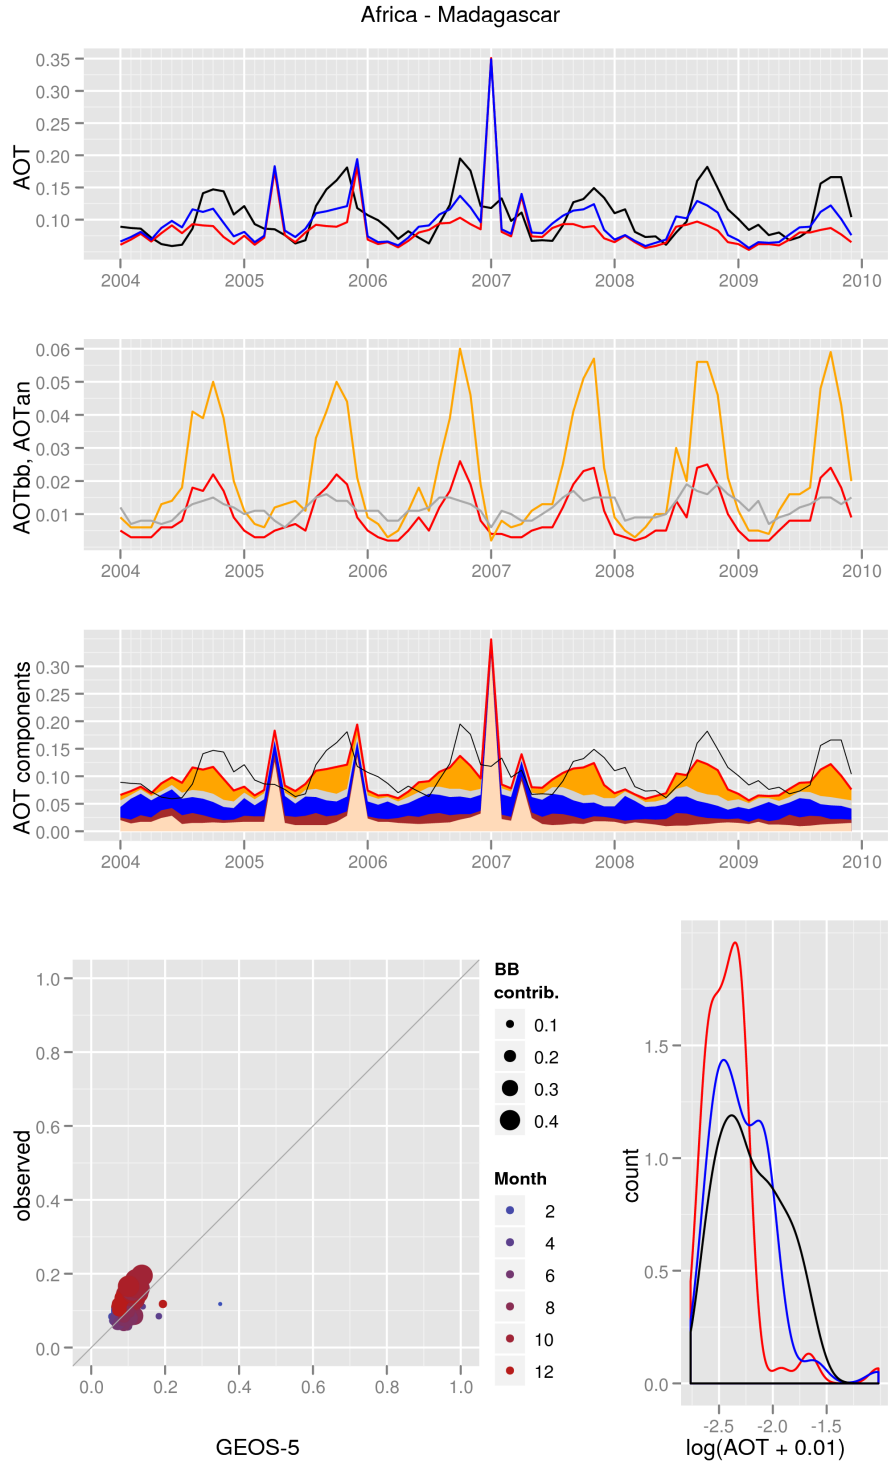 Africa - Madagascar
AOT
0.35
0.30
0.25
0.20
0.15
0.10
2004 2005 2006 2007 2008 2009 2010
AOTbb, AOTan
0.06
0.05
0.04
0.03
0.02
0.01
2004 2005 2006 2007 2008 2009 2010
AOT components
0.30
0.25
0.20
0.15
0.10
0.05
0.00
2004 2005 2006 2007 2008 2009 2010
observed
1.0
0.8
0.6
0.4
0.2
0.0
0.0 0.2 0.4 0.6 0.8 1.0
GEOS-5
BB
contrib.
0.1
0.2
0.3
0.4
Month
2
4
6
8
10
12
count
1.5
1.0
0.5
0.0
-2.5 -2.0 -1.5
log(AOT + 0.01)